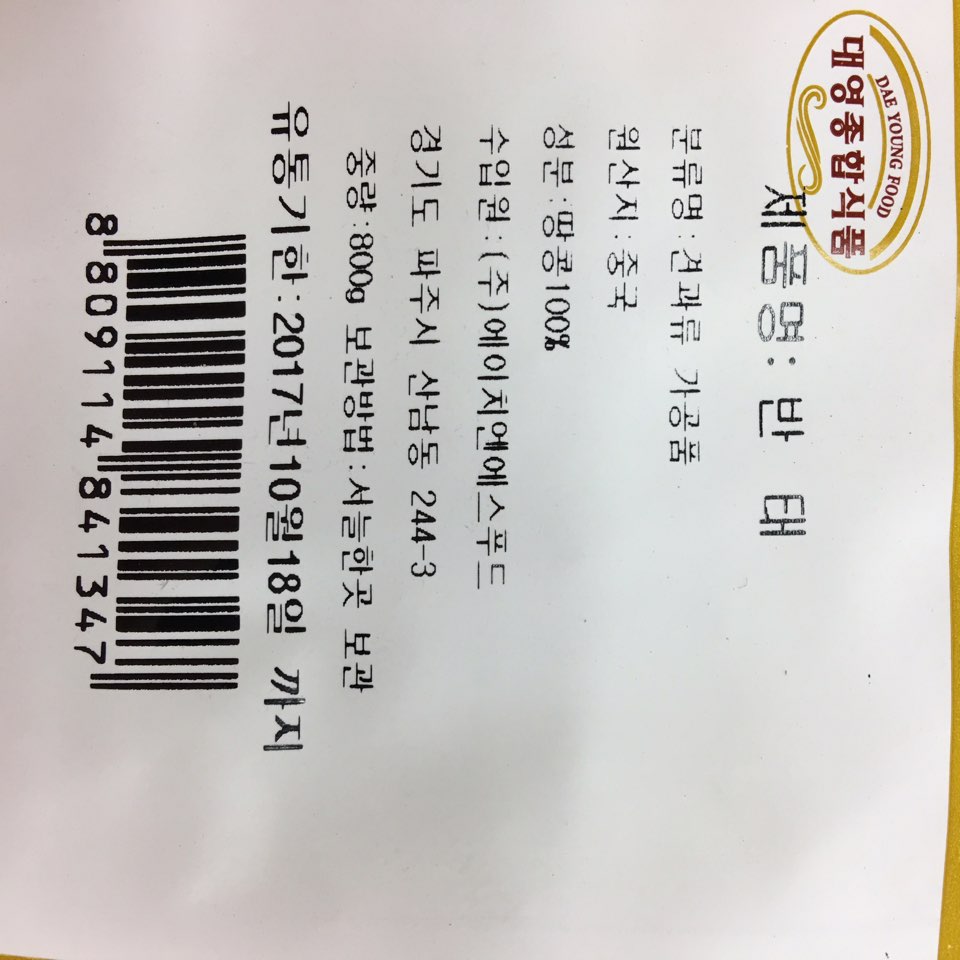 DAE YOUNG FOOD
대영종합식품
제품명:반 태
분류명:견과류 가공품
원산지:중국
성분:땅콩100%
수입원:(주)에이치엔에스푸드
경기도 파주시 산남동 244-3
중량:800g 보관방법:서늘한곳 보관
유통기한:2017년10월18일 까지
8809114841347